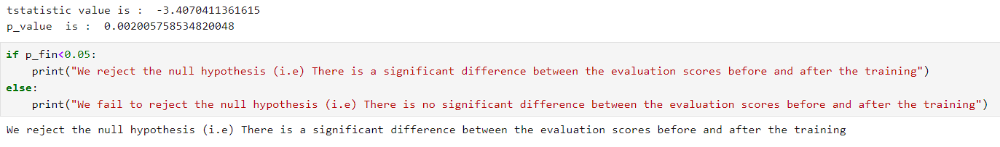 tstatistic value is :  -3.4070411361615
p_value  is :  0.002005758534820048
if p_fin<0.05:
    print("We reject the null hypothesis (i.e) There is a significant difference between the evaluation scores before and after the training")
else:
    print("We fail to reject the null hypothesis (i.e) There is no significant difference between the evaluation scores before and after the training")
We reject the null hypothesis (i.e) There is a significant difference between the evaluation scores before and after the training